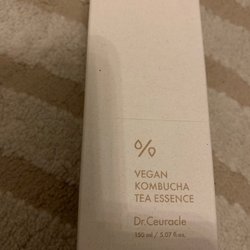 VEGAN
KOMBUCHA
TEA ESSENCE
Dr.Ceuracle
150 ml / 5.07 fl.oz.